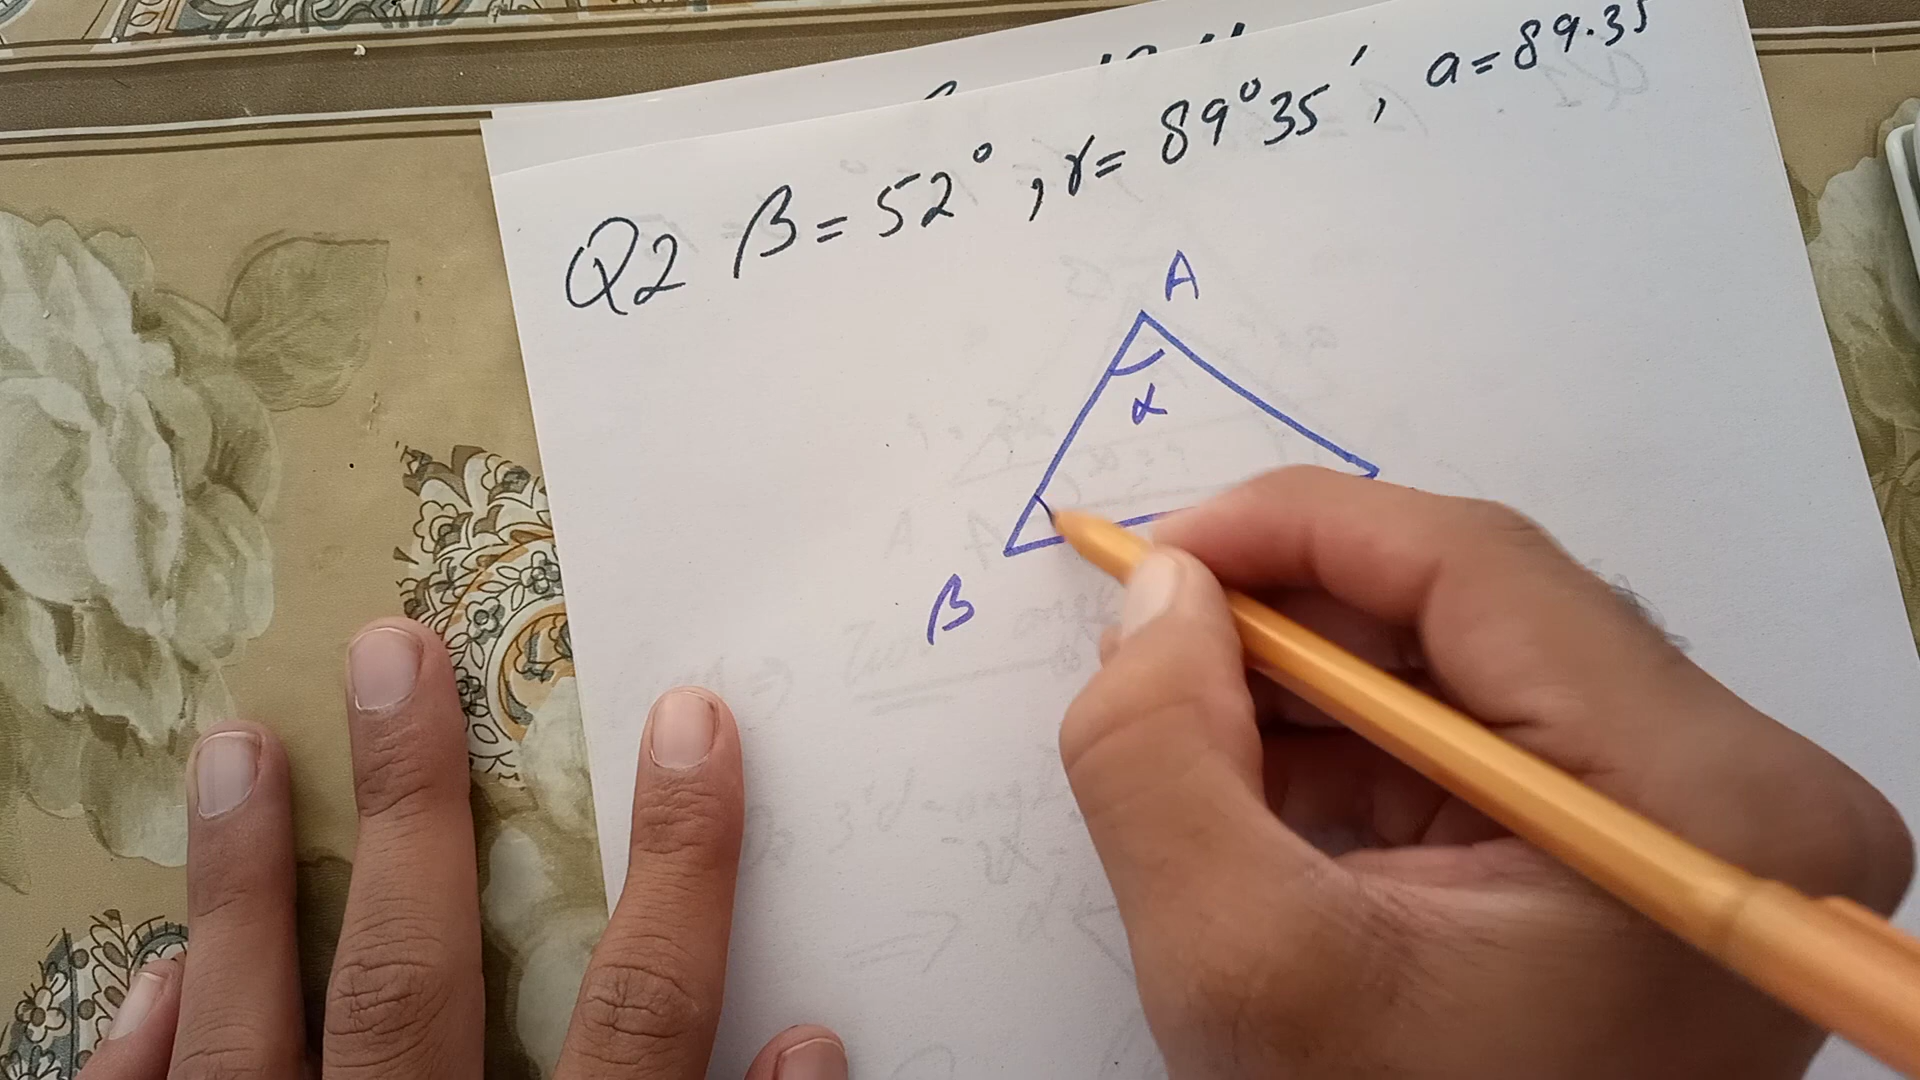 Q2 β = 52°, γ = 89°35′, a = 89.35
A
α
B